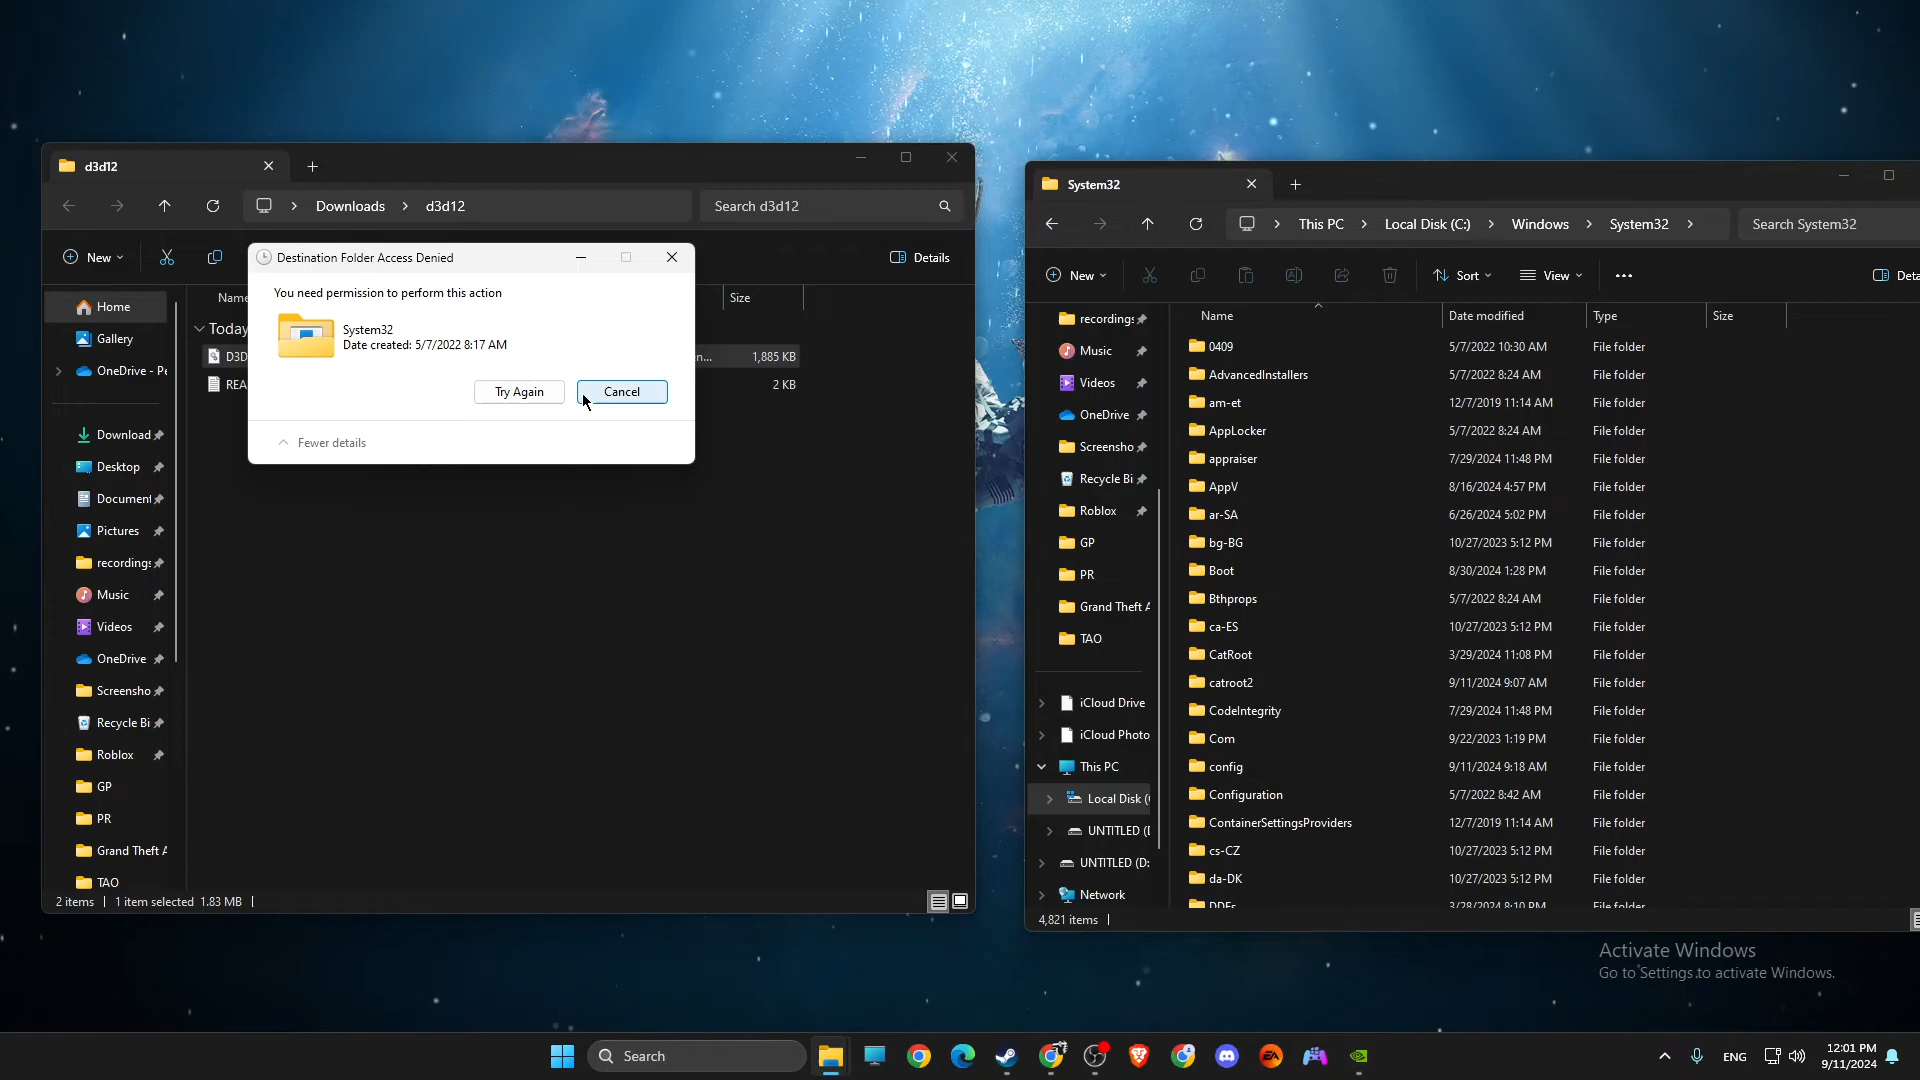 d3d12
Downloads
d3d12
Search d3d12
New
Details
Home
Gallery
OneDrive - Pe
Download
Desktop
Document
Pictures
recordings
Music
Videos
OneDrive
Screensho
Recycle Bi
Roblox
GP
PR
Grand Theft A
TAO
Name
Size
Today
D3D
n...
1,885 KB
REA
2 KB
2 items
1 item selected 1.83 MB
Destination Folder Access Denied
You need permission to perform this action
System32
Date created: 5/7/2022 8:17 AM
Try Again
Cancel
Fewer details
System32
This PC
Local Disk (C:)
Windows
System32
Search System32
New
Sort
View
Deta
recordings
Music
Videos
OneDrive
Screensho
Recycle Bi
Roblox
GP
PR
Grand Theft A
TAO
iCloud Drive
iCloud Photo
This PC
Local Disk (
UNTITLED (
UNTITLED (D:
Network
Name Date modified Type Size
0409 5/7/2022 10:30 AM File folder
AdvancedInstallers 5/7/2022 8:24 AM File folder
am-et 12/7/2019 11:14 AM File folder
AppLocker 5/7/2022 8:24 AM File folder
appraiser 7/29/2024 11:48 PM File folder
AppV 8/16/2024 4:57 PM File folder
ar-SA 6/26/2024 5:02 PM File folder
bg-BG 10/27/2023 5:12 PM File folder
Boot 8/30/2024 1:28 PM File folder
Bthprops 5/7/2022 8:24 AM File folder
ca-ES 10/27/2023 5:12 PM File folder
CatRoot 3/29/2024 11:08 PM File folder
catroot2 9/11/2024 9:07 AM File folder
CodeIntegrity 7/29/2024 11:48 PM File folder
Com 9/22/2023 1:19 PM File folder
config 9/11/2024 9:18 AM File folder
Configuration 5/7/2022 8:42 AM File folder
ContainerSettingsProviders 12/7/2019 11:14 AM File folder
cs-CZ 10/27/2023 5:12 PM File folder
da-DK 10/27/2023 5:12 PM File folder
DDFs 3/28/2024 8:10 PM File folder
4,821 items
Activate Windows
Go to Settings to activate Windows.
Search
ENG
12:01 PM
9/11/2024